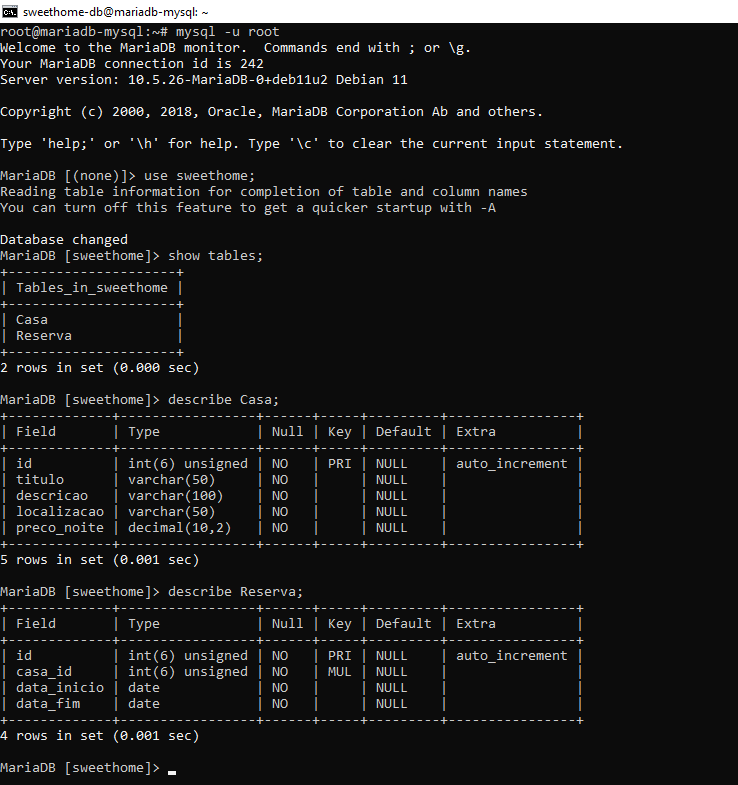 sweethome-db@mariadb-mysql: ~
root@mariadb-mysql:~# mysql -u root
Welcome to the MariaDB monitor.  Commands end with ; or \g.
Your MariaDB connection id is 242
Server version: 10.5.26-MariaDB-0+deb11u2 Debian 11

Copyright (c) 2000, 2018, Oracle, MariaDB Corporation Ab and others.

Type 'help;' or '\h' for help. Type '\c' to clear the current input statement.

MariaDB [(none)]> use sweethome;
Reading table information for completion of table and column names
You can turn off this feature to get a quicker startup with -A

Database changed
MariaDB [sweethome]> show tables;
+---------------------+
| Tables_in_sweethome |
+---------------------+
| Casa                |
| Reserva             |
+---------------------+
2 rows in set (0.000 sec)

MariaDB [sweethome]> describe Casa;
+-------------+-----------------+------+-----+---------+----------------+
| Field       | Type            | Null | Key | Default | Extra          |
+-------------+-----------------+------+-----+---------+----------------+
| id          | int(6) unsigned | NO   | PRI | NULL    | auto_increment |
| titulo      | varchar(50)     | NO   |     | NULL    |                |
| descricao   | varchar(100)    | NO   |     | NULL    |                |
| localizacao | varchar(50)     | NO   |     | NULL    |                |
| preco_noite | decimal(10,2)   | NO   |     | NULL    |                |
+-------------+-----------------+------+-----+---------+----------------+
5 rows in set (0.001 sec)

MariaDB [sweethome]> describe Reserva;
+-------------+-----------------+------+-----+---------+----------------+
| Field       | Type            | Null | Key | Default | Extra          |
+-------------+-----------------+------+-----+---------+----------------+
| id          | int(6) unsigned | NO   | PRI | NULL    | auto_increment |
| casa_id     | int(6) unsigned | NO   | MUL | NULL    |                |
| data_inicio | date            | NO   |     | NULL    |                |
| data_fim    | date            | NO   |     | NULL    |                |
+-------------+-----------------+------+-----+---------+----------------+
4 rows in set (0.001 sec)

MariaDB [sweethome]> _